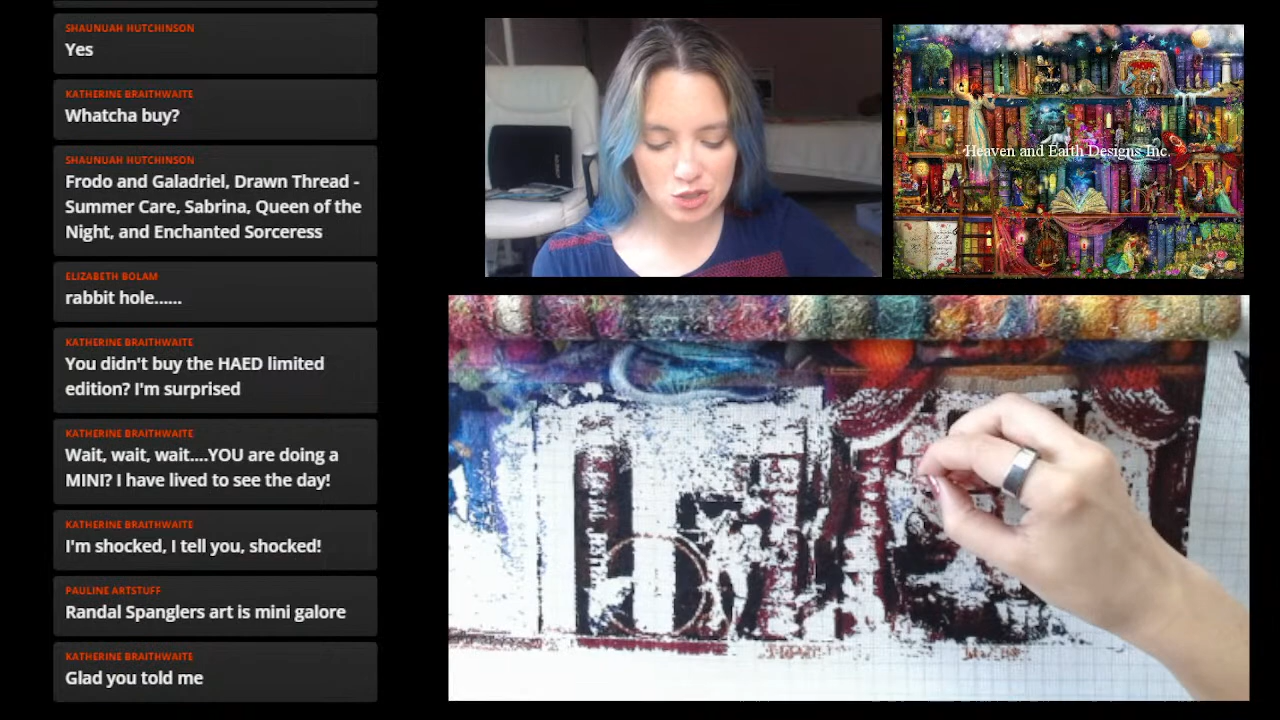 SHAUNUAH HUTCHINSON
Yes
KATHERINE BRAITHWAITE
Whatcha buy?
SHAUNUAH HUTCHINSON
Frodo and Galadriel, Drawn Thread -
Summer Care, Sabrina, Queen of the
Night, and Enchanted Sorceress
ELIZABETH BOLAM
rabbit hole......
KATHERINE BRAITHWAITE
You didn't buy the HAED limited
edition? I'm surprised
KATHERINE BRAITHWAITE
Wait, wait, wait....YOU are doing a
MINI? I have lived to see the day!
KATHERINE BRAITHWAITE
I'm shocked, I tell you, shocked!
PAULINE ARTSTUFF
Randal Spanglers art is mini galore
KATHERINE BRAITHWAITE
Glad you told me
Heaven and Earth Designs Inc.